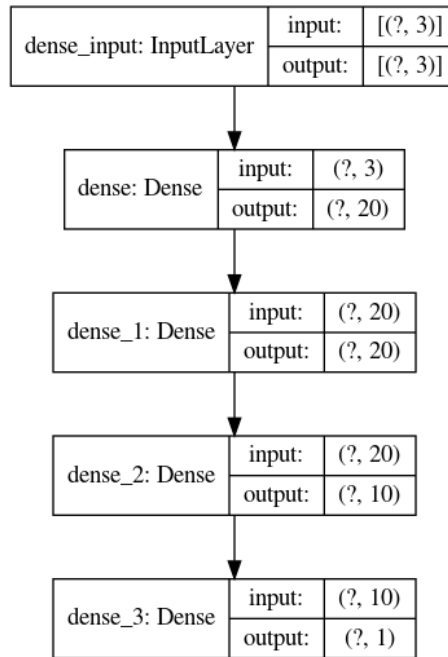 dense_input: InputLayer
input: [(?, 3)]
output: [(?, 3)]
dense: Dense
input: (?, 3)
output: (?, 20)
dense_1: Dense
input: (?, 20)
output: (?, 20)
dense_2: Dense
input: (?, 20)
output: (?, 10)
dense_3: Dense
input: (?, 10)
output: (?, 1)